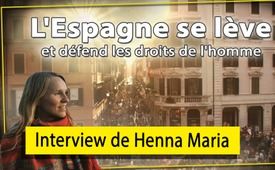 L'Espagne se lève
et défend les droits de l'homme
Interview de Henna Maria